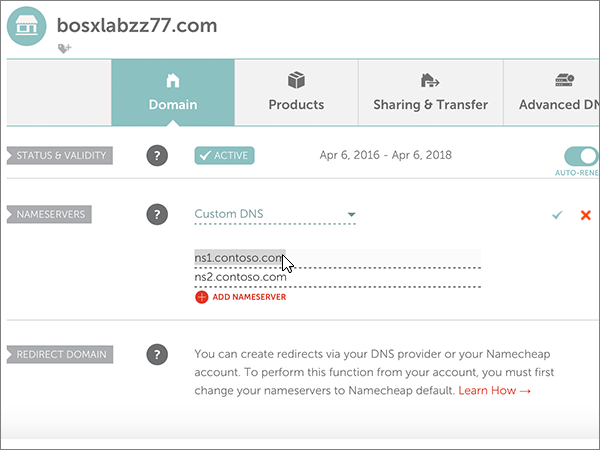 bosxlabzz77.com
Domain
Products
Sharing & Transfer
Advanced DN
STATUS & VALIDITY
?
ACTIVE
Apr 6, 2016 - Apr 6, 2018
AUTO-RENE
NAMESERVERS
?
Custom DNS
ns1.contoso.com
ns2.contoso.com
ADD NAMESERVER
REDIRECT DOMAIN
?
You can create redirects via your DNS provider or your Namecheap
account. To perform this function from your account, you must first
change your nameservers to Namecheap default. Learn How →